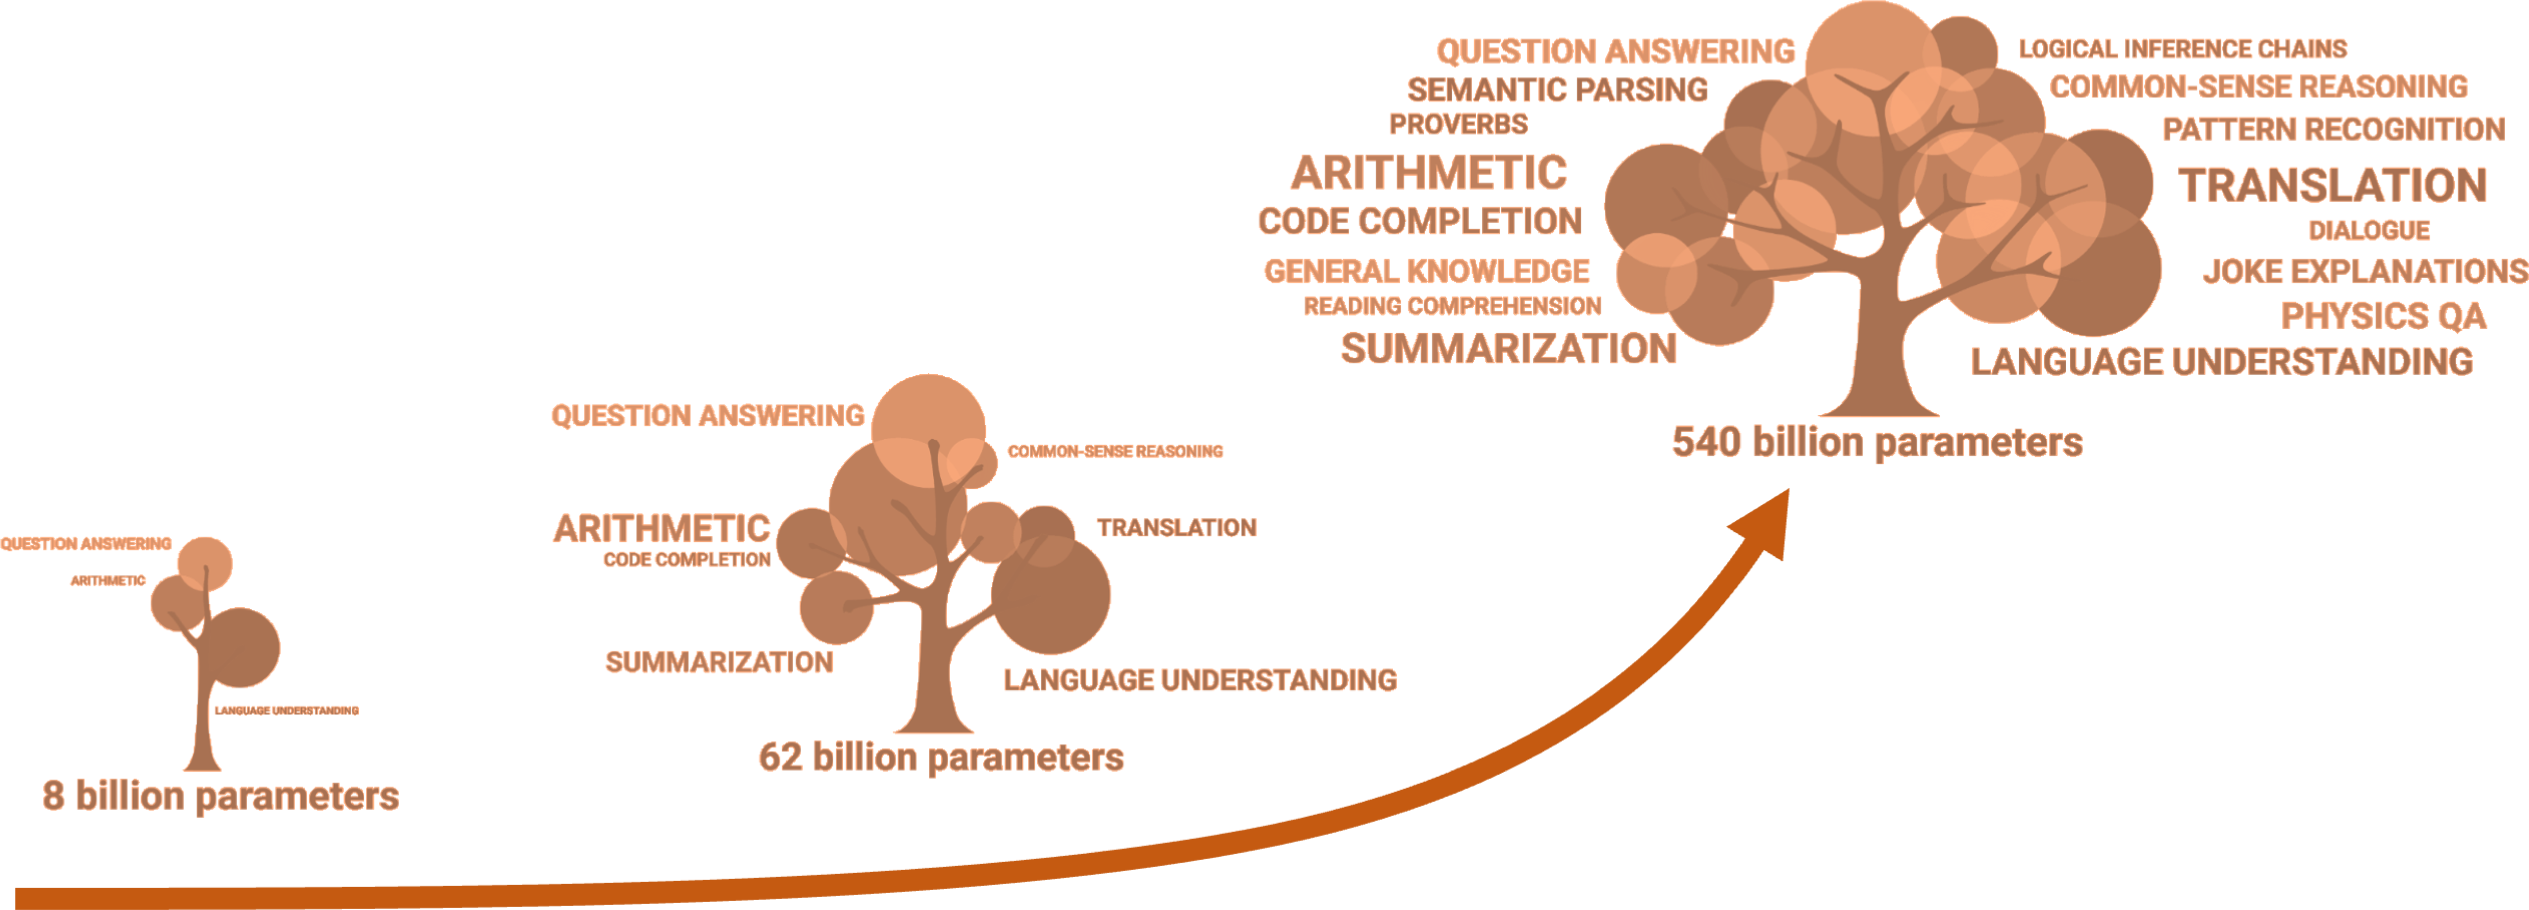 QUESTION ANSWERING
ARITHMETIC
LANGUAGE UNDERSTANDING
8 billion parameters
QUESTION ANSWERING
COMMON-SENSE REASONING
ARITHMETIC
CODE COMPLETION
TRANSLATION
SUMMARIZATION
LANGUAGE UNDERSTANDING
62 billion parameters
QUESTION ANSWERING
SEMANTIC PARSING
PROVERBS
ARITHMETIC
CODE COMPLETION
GENERAL KNOWLEDGE
READING COMPREHENSION
SUMMARIZATION
LOGICAL INFERENCE CHAINS
COMMON-SENSE REASONING
PATTERN RECOGNITION
TRANSLATION
DIALOGUE
JOKE EXPLANATIONS
PHYSICS QA
LANGUAGE UNDERSTANDING
540 billion parameters